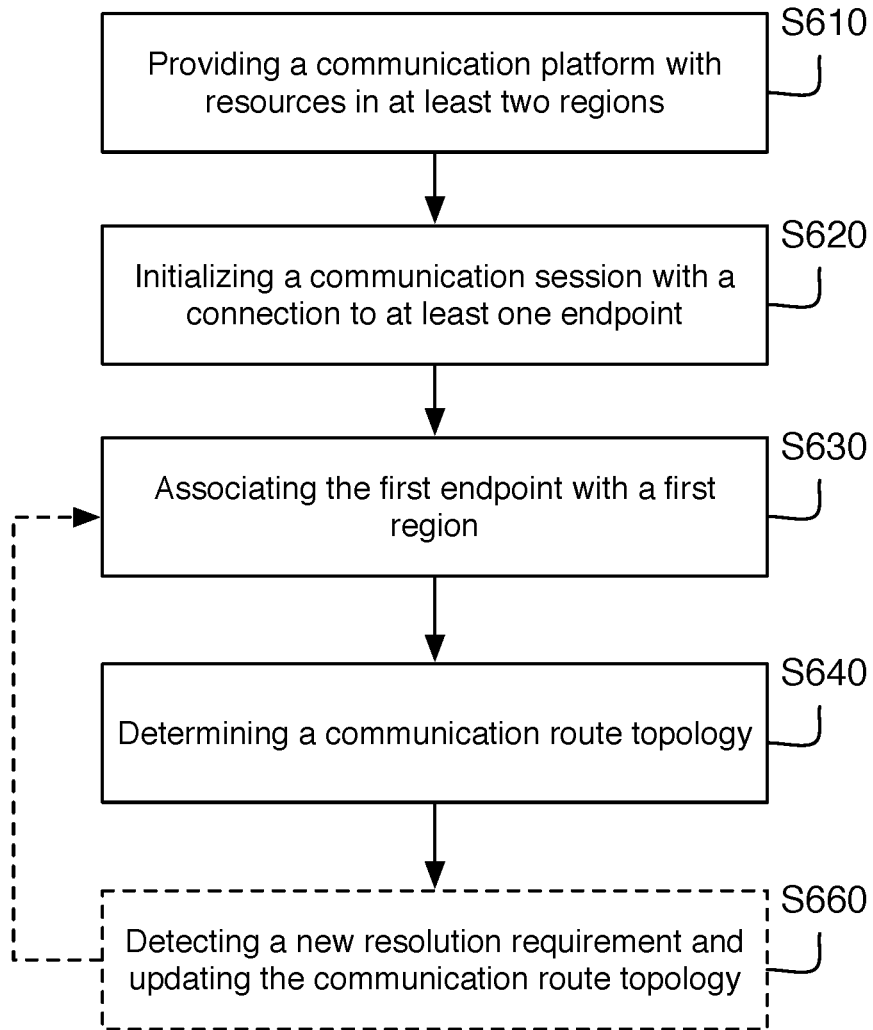 S610
Providing a communication platform with
resources in at least two regions
S620
Initializing a communication session with a
connection to at least one endpoint
S630
Associating the first endpoint with a first
region
S640
Determining a communication route topology
S660
Detecting a new resolution requirement and
updating the communication route topology